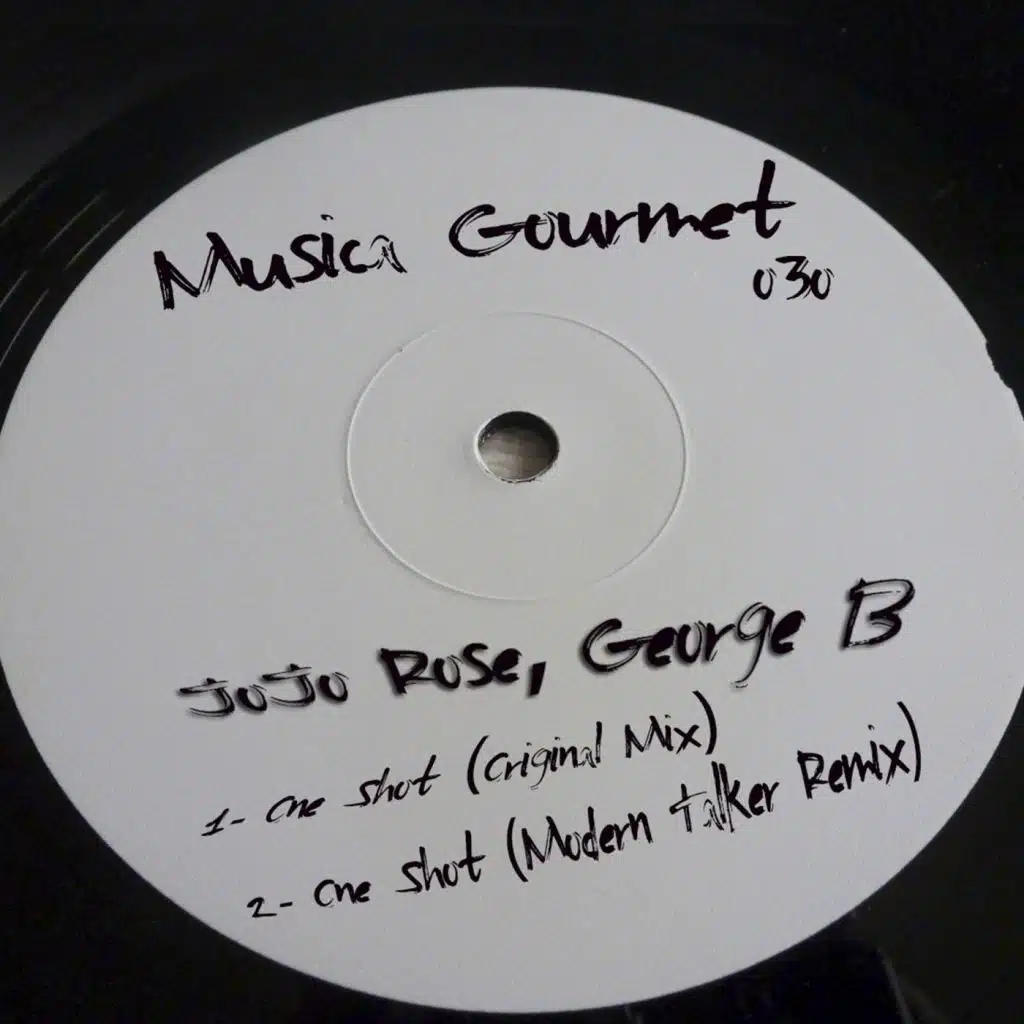 Musica Gourmet
030
JoJo Rose, George B
1- One Shot (Original Mix)
2- One Shot (Modern Talker Remix)